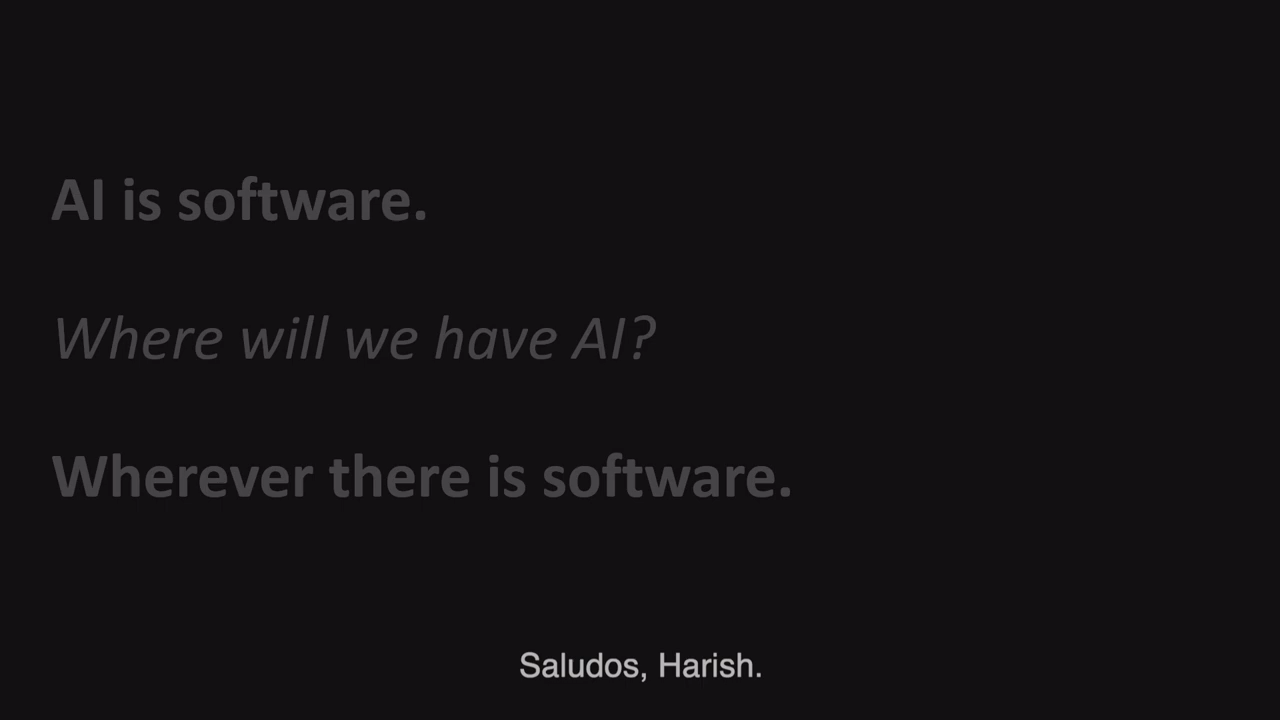 AI is software.
Where will we have AI?
Wherever there is software.
Saludos, Harish.